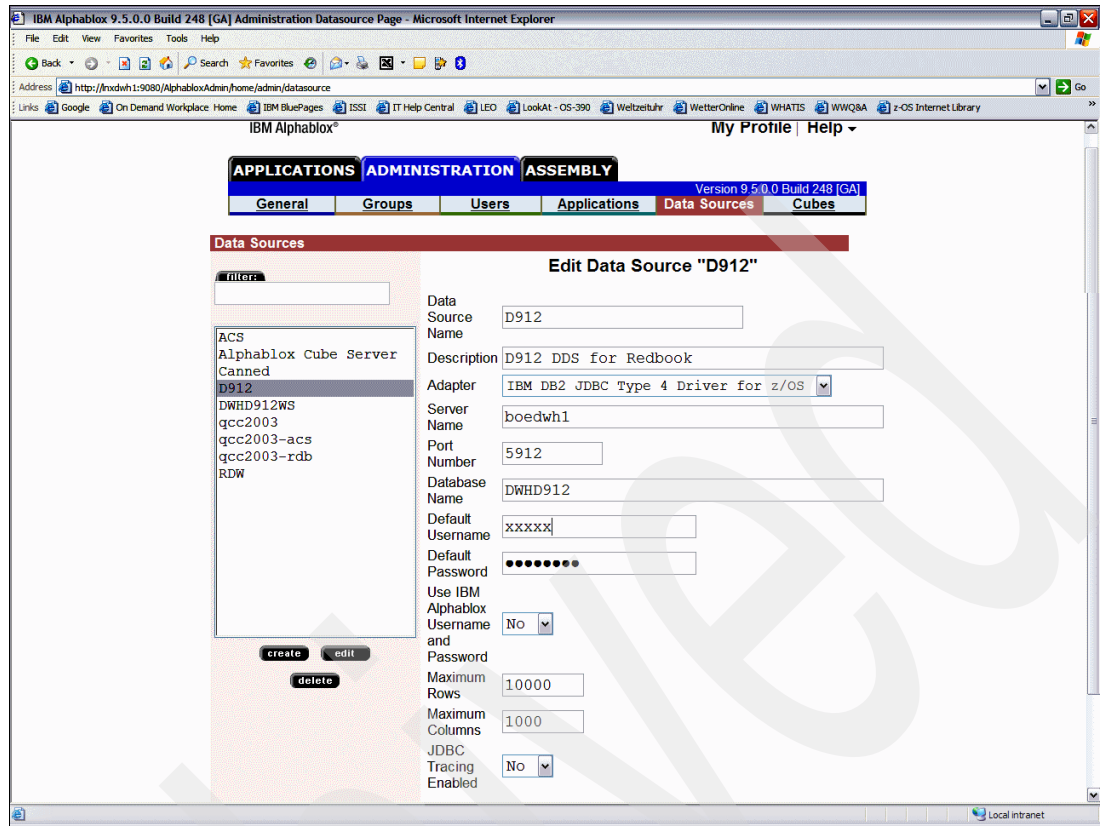 IBM Alphablox 9.5.0.0 Build 248 [GA] Administration Datasource Page - Microsoft Internet Explorer
File Edit View Favorites Tools Help
Back Search Favorites
Address http://lnxdwh1:9080/AlphabloxAdmin/home/admin/datasource Go
Links Google On Demand Workplace Home IBM BluePages ISSI IT Help Central LEO LookAt - OS-390 Weltzeituhr WetterOnline WHATIS WWQ&A z-OS Internet Library »
IBM Alphablox® My Profile | Help
APPLICATIONS ADMINISTRATION ASSEMBLY
Version 9.5.0.0 Build 248 [GA]
General Groups Users Applications Data Sources Cubes
Data Sources
filter:
ACS
Alphablox Cube Server
Canned
D912
DWHD912WS
qcc2003
qcc2003-acs
qcc2003-rdb
RDW
create edit
delete
Edit Data Source "D912"
Data
Source
Name
D912
Description D912 DDS for Redbook
Adapter IBM DB2 JDBC Type 4 Driver for z/OS
Server
Name
boedwh1
Port
Number
5912
Database
Name
DWHD912
Default
Username
xxxxx
Default
Password
●●●●●●●●
Use IBM
Alphablox
Username
and
Password
No
Maximum
Rows
10000
Maximum
Columns
1000
JDBC
Tracing
Enabled
No
Local intranet